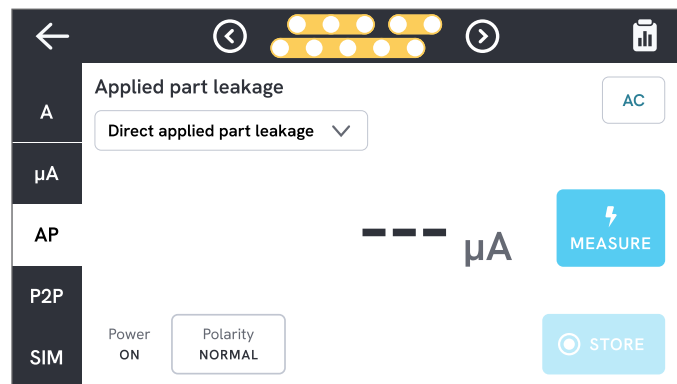 A
µA
AP
P2P
SIM
Applied part leakage
Direct applied part leakage
AC
--- µA
MEASURE
Power
ON
Polarity
NORMAL
STORE